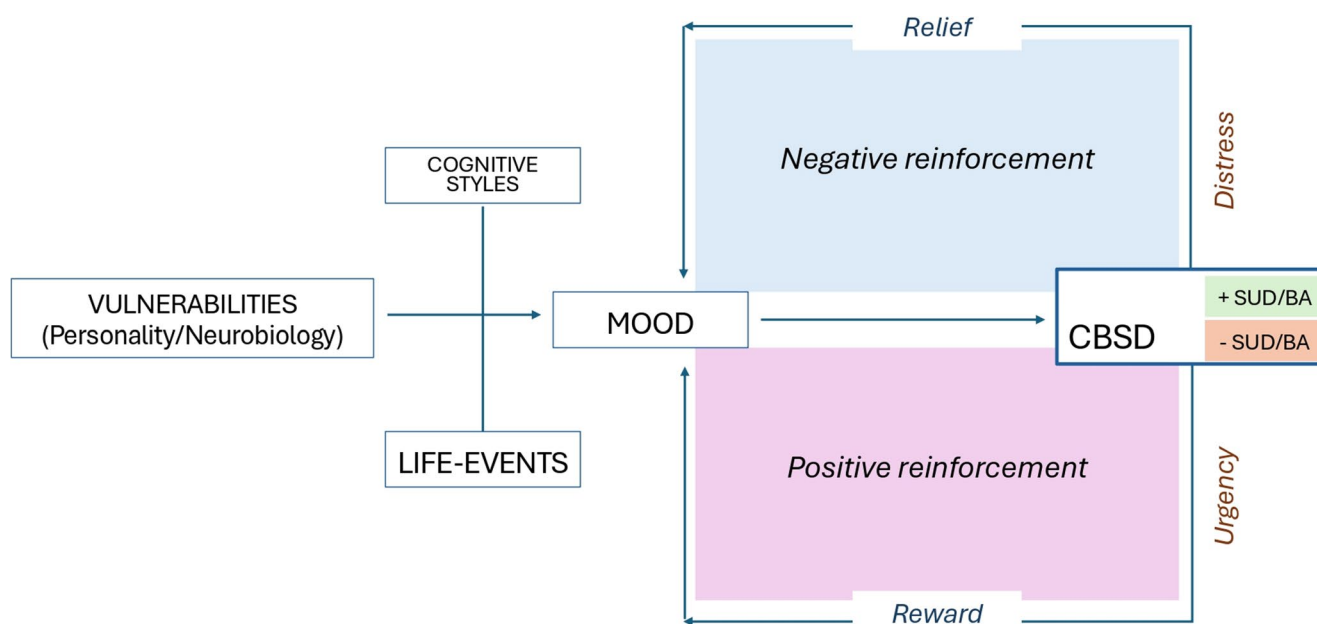 Relief
Negative reinforcement
Distress
COGNITIVE
STYLES
VULNERABILITIES
(Personality/Neurobiology)
MOOD
CBSD
+ SUD/BA
- SUD/BA
LIFE-EVENTS
Positive reinforcement
Urgency
Reward